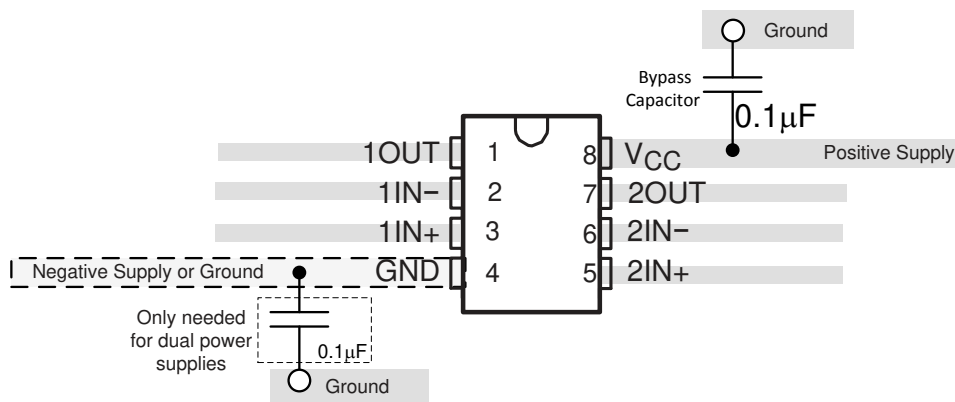 Ground
Bypass
Capacitor
0.1μF
1OUT 1 8 VCC Positive Supply
1IN− 2 7 2OUT
1IN+ 3 6 2IN−
Negative Supply or Ground GND 4 5 2IN+
Only needed
for dual power
supplies
0.1μF
Ground